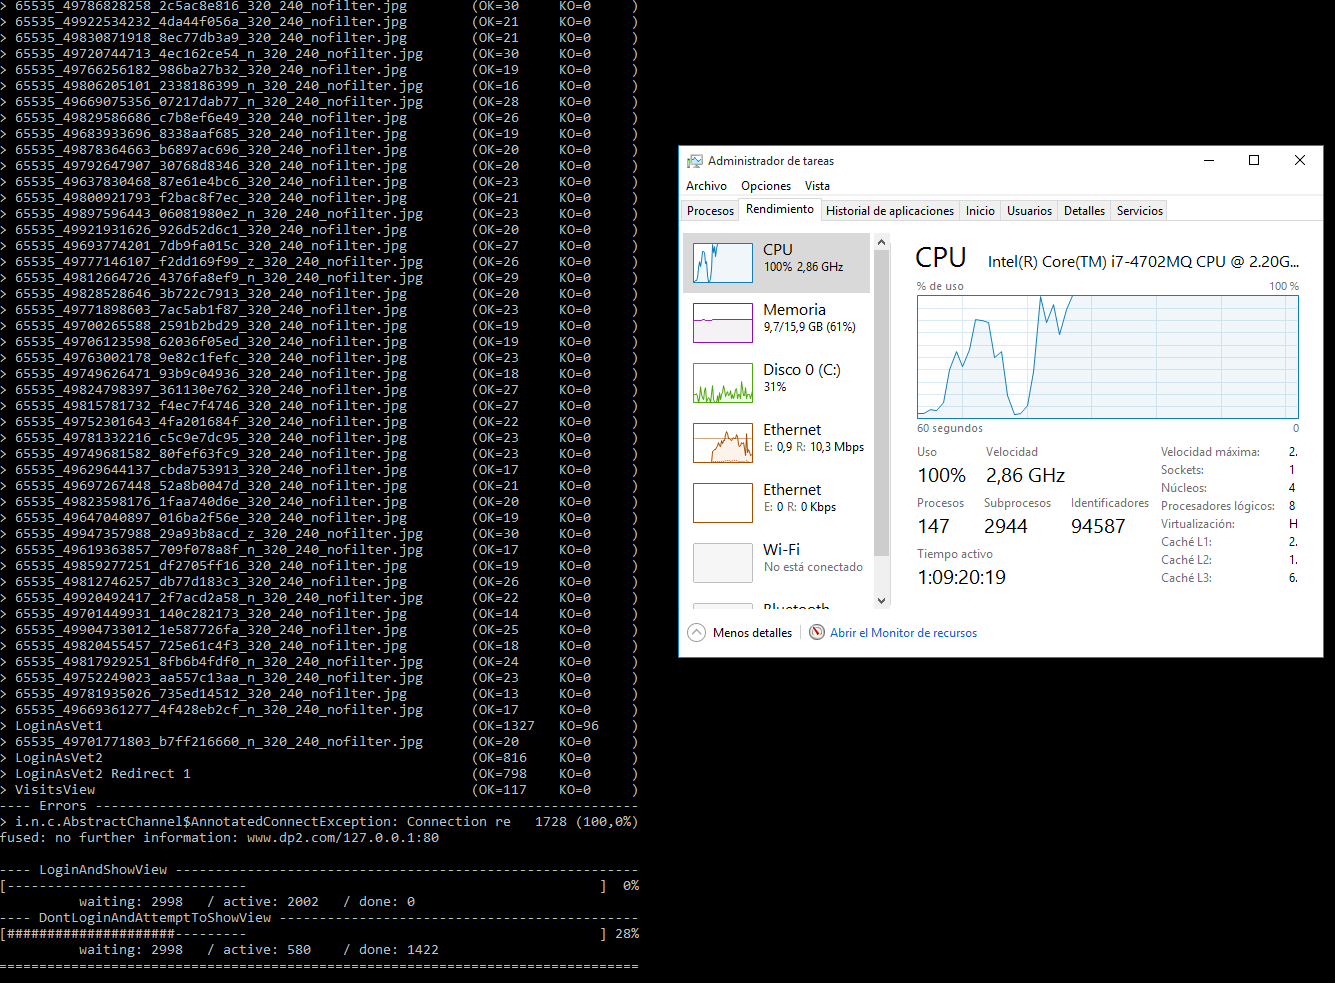 > 65535_49786828258_2c5ac8e816_320_240_nofilter.jpg (OK=30 KO=0 )
> 65535_49922534232_4da44f056a_320_240_nofilter.jpg (OK=21 KO=0 )
> 65535_49830871918_8ec77db3a9_320_240_nofilter.jpg (OK=21 KO=0 )
> 65535_49720744713_4ec162ce54_n_320_240_nofilter.jpg (OK=30 KO=0 )
> 65535_49766256182_986ba27b32_320_240_nofilter.jpg (OK=19 KO=0 )
> 65535_49806205101_2338186399_n_320_240_nofilter.jpg (OK=16 KO=0 )
> 65535_49669075356_07217dab77_n_320_240_nofilter.jpg (OK=28 KO=0 )
> 65535_49829586686_c7b8ef6e49_320_240_nofilter.jpg (OK=26 KO=0 )
> 65535_49683933696_8338aaf685_320_240_nofilter.jpg (OK=19 KO=0 )
> 65535_49878364663_b6897ac696_320_240_nofilter.jpg (OK=20 KO=0 )
> 65535_49792647907_30768d8346_320_240_nofilter.jpg (OK=20 KO=0 )
> 65535_49637830468_87e61e4bc6_320_240_nofilter.jpg (OK=23 KO=0 )
> 65535_49800921793_f2bac8f7ec_320_240_nofilter.jpg (OK=21 KO=0 )
> 65535_49897596443_06081980e2_n_320_240_nofilter.jpg (OK=23 KO=0 )
> 65535_49921931626_926d52d6c1_320_240_nofilter.jpg (OK=20 KO=0 )
> 65535_49693774201_7db9fa015c_320_240_nofilter.jpg (OK=27 KO=0 )
> 65535_49777146107_f2dd169f99_z_320_240_nofilter.jpg (OK=26 KO=0 )
> 65535_49812664726_4376fa8ef9_n_320_240_nofilter.jpg (OK=29 KO=0 )
> 65535_49828528646_3b722c7913_320_240_nofilter.jpg (OK=20 KO=0 )
> 65535_49771898603_7ac5ab1f87_320_240_nofilter.jpg (OK=23 KO=0 )
> 65535_49700265588_2591b2bd29_320_240_nofilter.jpg (OK=19 KO=0 )
> 65535_49706123598_62036f05ed_320_240_nofilter.jpg (OK=19 KO=0 )
> 65535_49763002178_9e82c1fefc_320_240_nofilter.jpg (OK=23 KO=0 )
> 65535_49749626471_93b9c04936_320_240_nofilter.jpg (OK=18 KO=0 )
> 65535_49824798397_361130e762_320_240_nofilter.jpg (OK=27 KO=0 )
> 65535_49815781732_f4ec7f4746_320_240_nofilter.jpg (OK=27 KO=0 )
> 65535_49752301643_4fa201684f_320_240_nofilter.jpg (OK=22 KO=0 )
> 65535_49781332216_c5c9e7dc95_320_240_nofilter.jpg (OK=23 KO=0 )
> 65535_49749681582_80fef63fc9_320_240_nofilter.jpg (OK=23 KO=0 )
> 65535_49629644137_cbda753913_320_240_nofilter.jpg (OK=17 KO=0 )
> 65535_49697267448_52a8b0047d_320_240_nofilter.jpg (OK=21 KO=0 )
> 65535_49823598176_1faa740d6e_320_240_nofilter.jpg (OK=20 KO=0 )
> 65535_49647040897_016ba2f56e_320_240_nofilter.jpg (OK=19 KO=0 )
> 65535_49947357988_29a93b8acd_z_320_240_nofilter.jpg (OK=30 KO=0 )
> 65535_49619363857_709f078a8f_n_320_240_nofilter.jpg (OK=17 KO=0 )
> 65535_49859277251_df2705ff16_320_240_nofilter.jpg (OK=19 KO=0 )
> 65535_49812746257_db77d183c3_320_240_nofilter.jpg (OK=26 KO=0 )
> 65535_49920492417_2f7acd2a58_n_320_240_nofilter.jpg (OK=22 KO=0 )
> 65535_49701449931_140c282173_320_240_nofilter.jpg (OK=14 KO=0 )
> 65535_49904733012_1e587726fa_320_240_nofilter.jpg (OK=25 KO=0 )
> 65535_49820455457_725e61c4f3_320_240_nofilter.jpg (OK=18 KO=0 )
> 65535_49817929251_8fb6b4fdf0_n_320_240_nofilter.jpg (OK=24 KO=0 )
> 65535_49752249023_aa557c13aa_n_320_240_nofilter.jpg (OK=23 KO=0 )
> 65535_49781935026_735ed14512_320_240_nofilter.jpg (OK=13 KO=0 )
> 65535_49669361277_4f428eb2cf_n_320_240_nofilter.jpg (OK=17 KO=0 )
> LoginAsVet1 (OK=1327 KO=96 )
> 65535_49701771803_b7ff216660_n_320_240_nofilter.jpg (OK=20 KO=0 )
> LoginAsVet2 (OK=816 KO=0 )
> LoginAsVet2 Redirect 1 (OK=798 KO=0 )
> VisitsView (OK=117 KO=0 )
---- Errors --------------------------------------------------------------------
> i.n.c.AbstractChannel$AnnotatedConnectException: Connection re 1728 (100,0%)
fused: no further information: www.dp2.com/127.0.0.1:80
---- LoginAndShowView ----------------------------------------------------------
[------------------------------ ] 0%
waiting: 2998 / active: 2002 / done: 0
---- DontLoginAndAttemptToShowView ---------------------------------------------
[#####################--------- ] 28%
waiting: 2998 / active: 580 / done: 1422
================================================================================
Administrador de tareas
Archivo Opciones Vista
Procesos Rendimiento Historial de aplicaciones Inicio Usuarios Detalles Servicios
CPU
100% 2,86 GHz
Memoria
9,7/15,9 GB (61%)
Disco 0 (C:)
31%
Ethernet
E: 0,9 R: 10,3 Mbps
Ethernet
E: 0 R: 0 Kbps
Wi-Fi
No está conectado
Bluetooth
CPU Intel(R) Core(TM) i7-4702MQ CPU @ 2.20G...
% de uso 100 %
60 segundos 0
Uso Velocidad
100% 2,86 GHz
Procesos Subprocesos Identificadores
147 2944 94587
Tiempo activo
1:09:20:19
Velocidad máxima: 2.
Sockets: 1
Núcleos: 4
Procesadores lógicos: 8
Virtualización: H
Caché L1: 2.
Caché L2: 1.
Caché L3: 6.
Menos detalles Abrir el Monitor de recursos